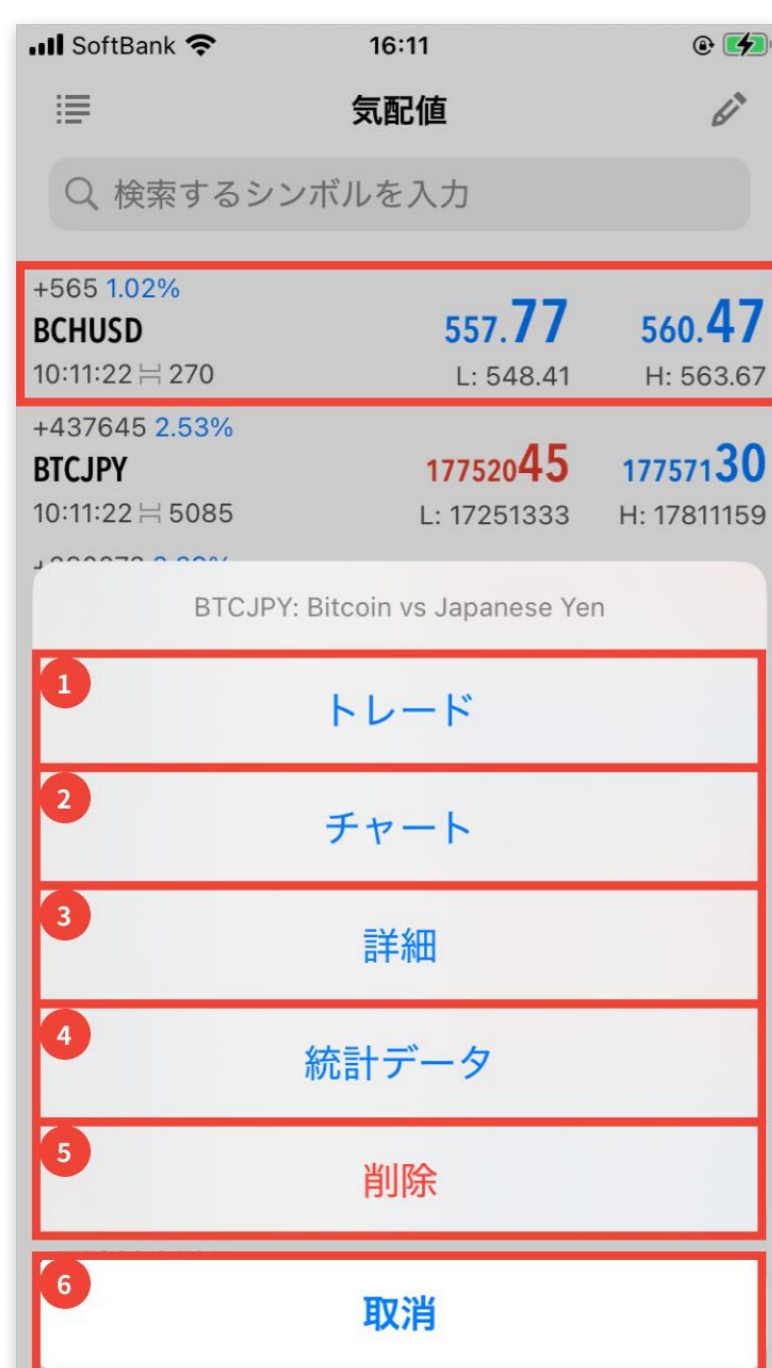 SoftBank 16:11
気配値
検索するシンボルを入力
+565 1.02%
BCHUSD 557.77 560.47
10:11:22 270 L: 548.41 H: 563.67
+437645 2.53%
BTCJPY 17752045 17757130
10:11:22 5085 L: 17251333 H: 17811159
BTCJPY: Bitcoin vs Japanese Yen
1 トレード
2 チャート
3 詳細
4 統計データ
5 削除
6 取消